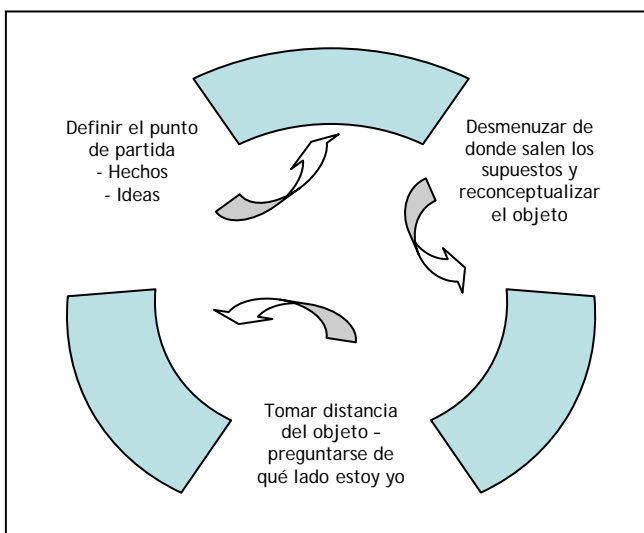 Definir el punto
de partida
- Hechos
- Ideas
Desmenuzar de
donde salen los
supuestos y
reconceptualizar
el objeto
Tomar distancia
del objeto –
preguntarse de
qué lado estoy yo